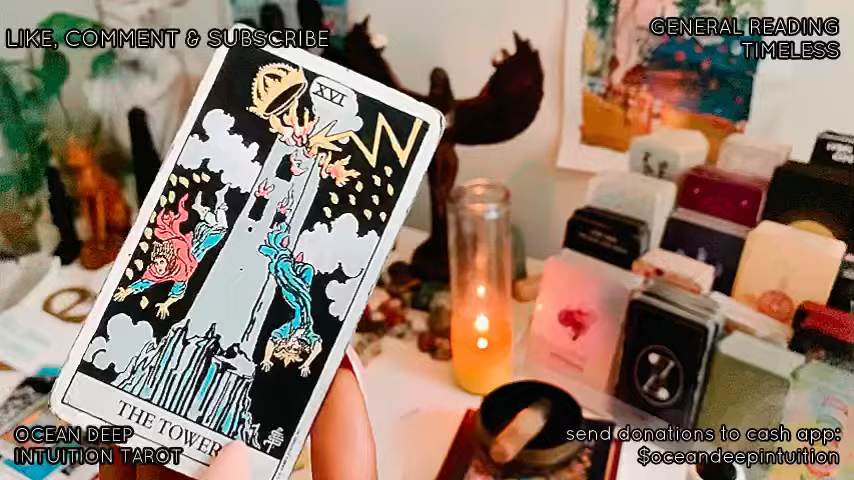 LIKE, COMMENT & SUBSCRIBE
GENERAL READING
TIMELESS
XVI
THE TOWER
OCEAN DEEP
INTUITION TAROT
send donations to cash app:
$oceandeepintuition